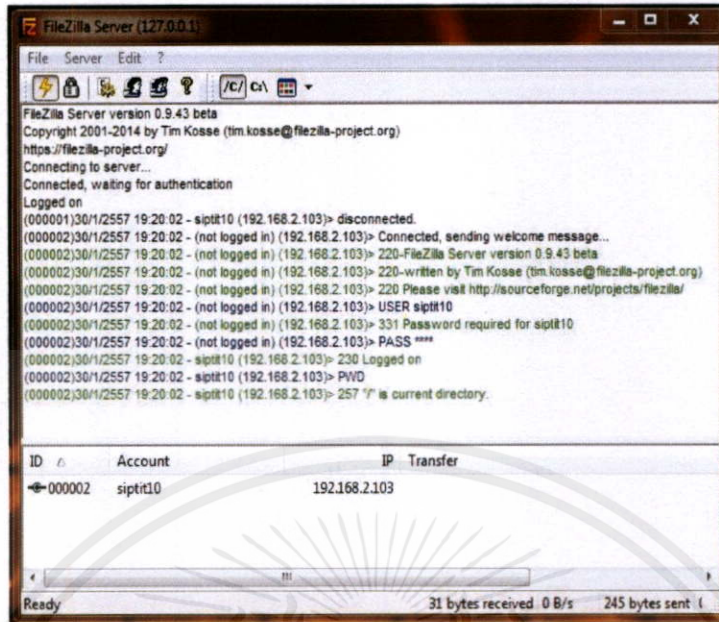 FileZilla Server (127.0.0.1)
File Server Edit ?
/C/ C:\
FileZilla Server version 0.9.43 beta
Copyright 2001-2014 by Tim Kosse (tim.kosse@filezilla-project.org)
https://filezilla-project.org/
Connecting to server...
Connected, waiting for authentication
Logged on
(000001)30/1/2557 19:20:02 - siptit10 (192.168.2.103)> disconnected.
(000002)30/1/2557 19:20:02 - (not logged in) (192.168.2.103)> Connected, sending welcome message...
(000002)30/1/2557 19:20:02 - (not logged in) (192.168.2.103)> 220-FileZilla Server version 0.9.43 beta
(000002)30/1/2557 19:20:02 - (not logged in) (192.168.2.103)> 220-written by Tim Kosse (tim.kosse@filezilla-project.org)
(000002)30/1/2557 19:20:02 - (not logged in) (192.168.2.103)> 220 Please visit http://sourceforge.net/projects/filezilla/
(000002)30/1/2557 19:20:02 - (not logged in) (192.168.2.103)> USER siptit10
(000002)30/1/2557 19:20:02 - (not logged in) (192.168.2.103)> 331 Password required for siptit10
(000002)30/1/2557 19:20:02 - (not logged in) (192.168.2.103)> PASS ****
(000002)30/1/2557 19:20:02 - siptit10 (192.168.2.103)> 230 Logged on
(000002)30/1/2557 19:20:02 - siptit10 (192.168.2.103)> PWD
(000002)30/1/2557 19:20:02 - siptit10 (192.168.2.103)> 257 "/" is current directory.
ID Account IP Transfer
000002 siptit10 192.168.2.103
Ready 31 bytes received 0 B/s 245 bytes sent (